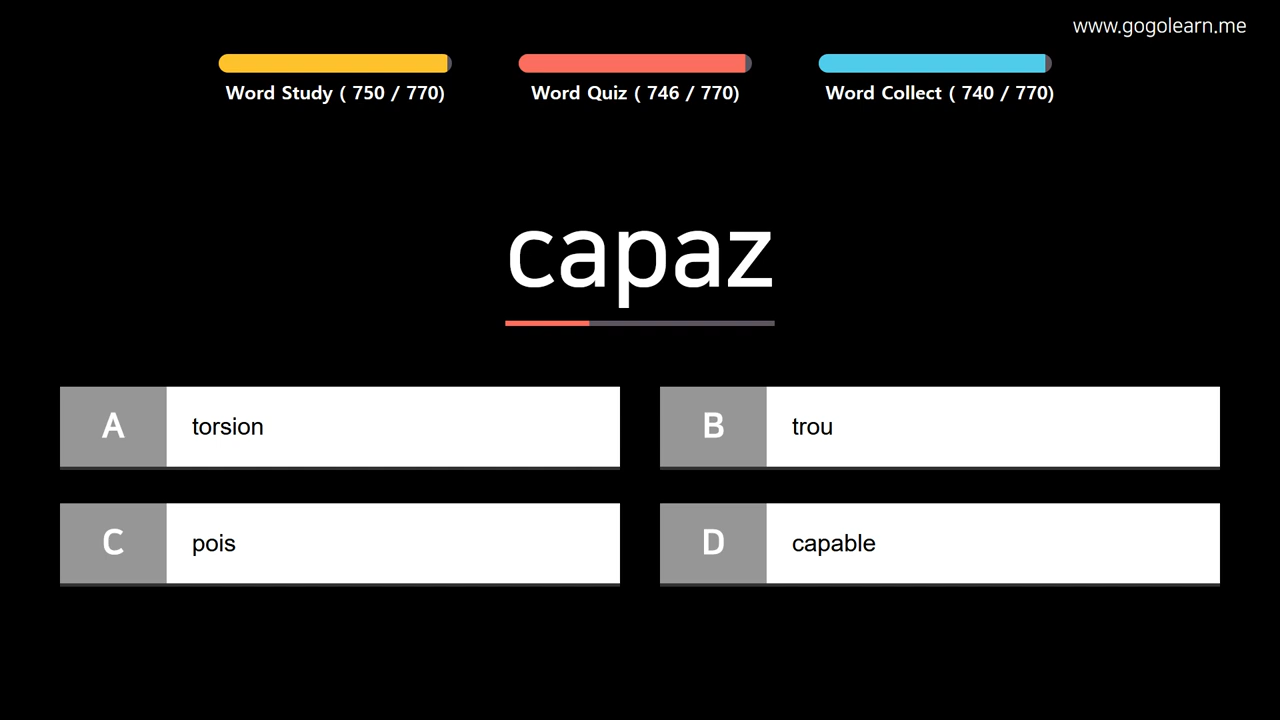 www.gogolearn.me
Word Study ( 750 / 770)
Word Quiz ( 746 / 770)
Word Collect ( 740 / 770)
capaz
A torsion
B trou
C pois
D capable